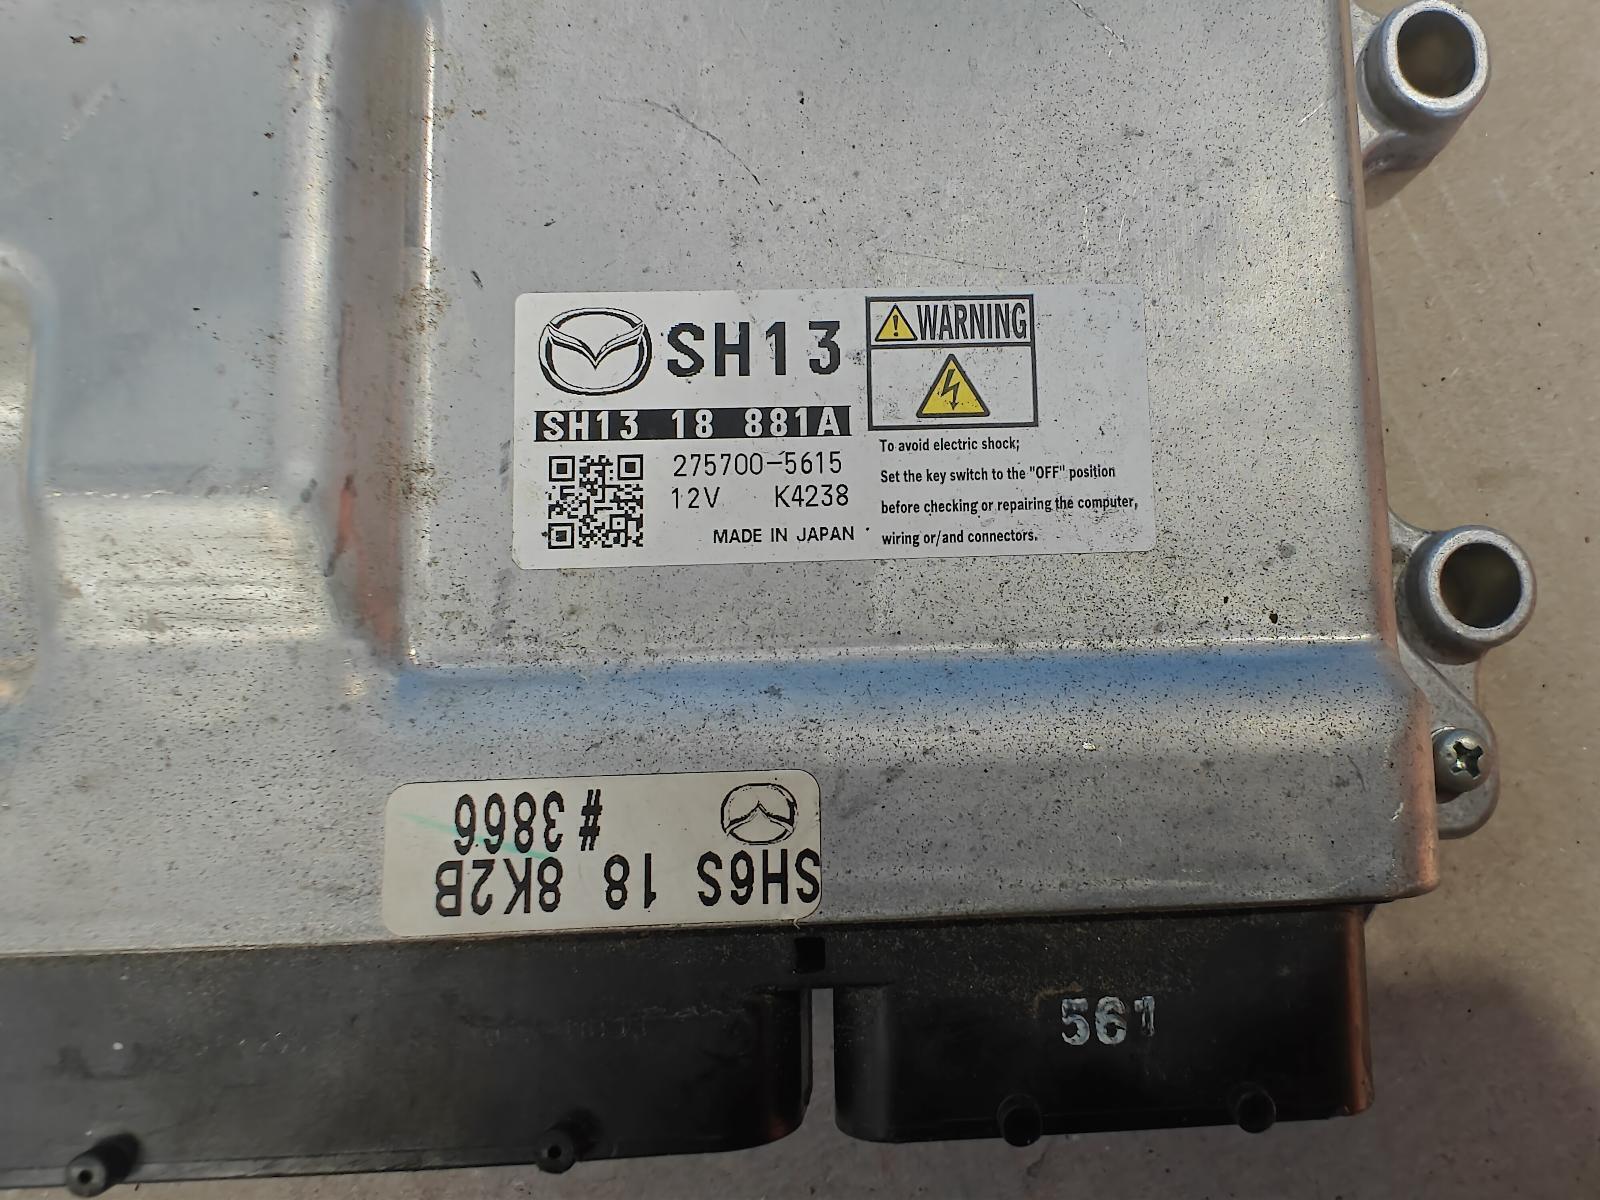 SH13
SH13 18 881A
275700-5615
12V K4238
MADE IN JAPAN
WARNING
To avoid electric shock;
Set the key switch to the "OFF" position
before checking or repairing the computer,
wiring or/and connectors.
# 3866
SH6S 18 8K2B
561